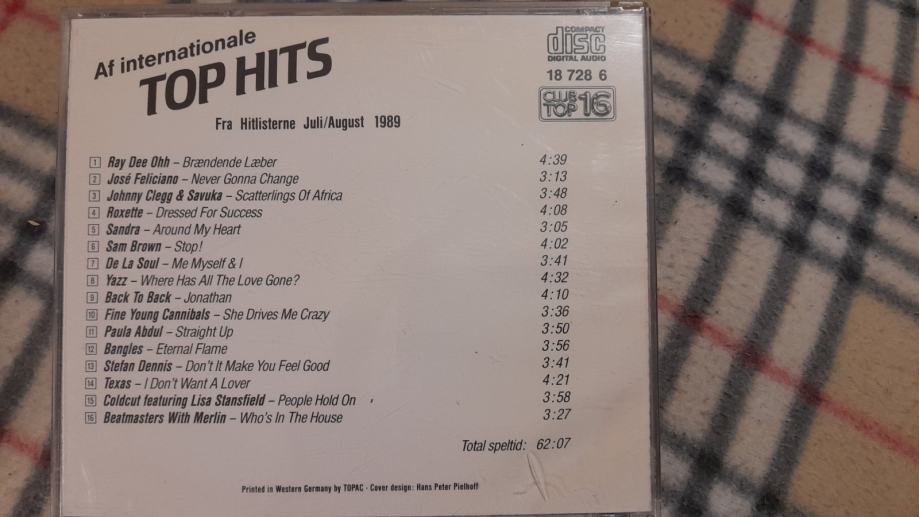 Af internationale
TOP HITS
COMPACT
disc
DIGITAL AUDIO
18 728 6
CLUB
TOP 16
Fra Hitlisterne Juli/August 1989
1 Ray Dee Ohh – Brændende Læber 4:39
2 José Feliciano – Never Gonna Change 3:13
3 Johnny Clegg & Savuka – Scatterlings Of Africa 3:48
4 Roxette – Dressed For Success 4:08
5 Sandra – Around My Heart 3:05
6 Sam Brown – Stop! 4:02
7 De La Soul – Me Myself & I 3:41
8 Yazz – Where Has All The Love Gone? 4:32
9 Back To Back – Jonathan 4:10
10 Fine Young Cannibals – She Drives Me Crazy 3:36
11 Paula Abdul – Straight Up 3:50
12 Bangles – Eternal Flame 3:56
13 Stefan Dennis – Don't It Make You Feel Good 3:41
14 Texas – I Don't Want A Lover 4:21
15 Coldcut featuring Lisa Stansfield – People Hold On 3:58
16 Beatmasters With Merlin – Who's In The House 3:27
Total speltid: 62:07
Printed in Western Germany by TOPAC · Cover design: Hans Peter Pielhoff